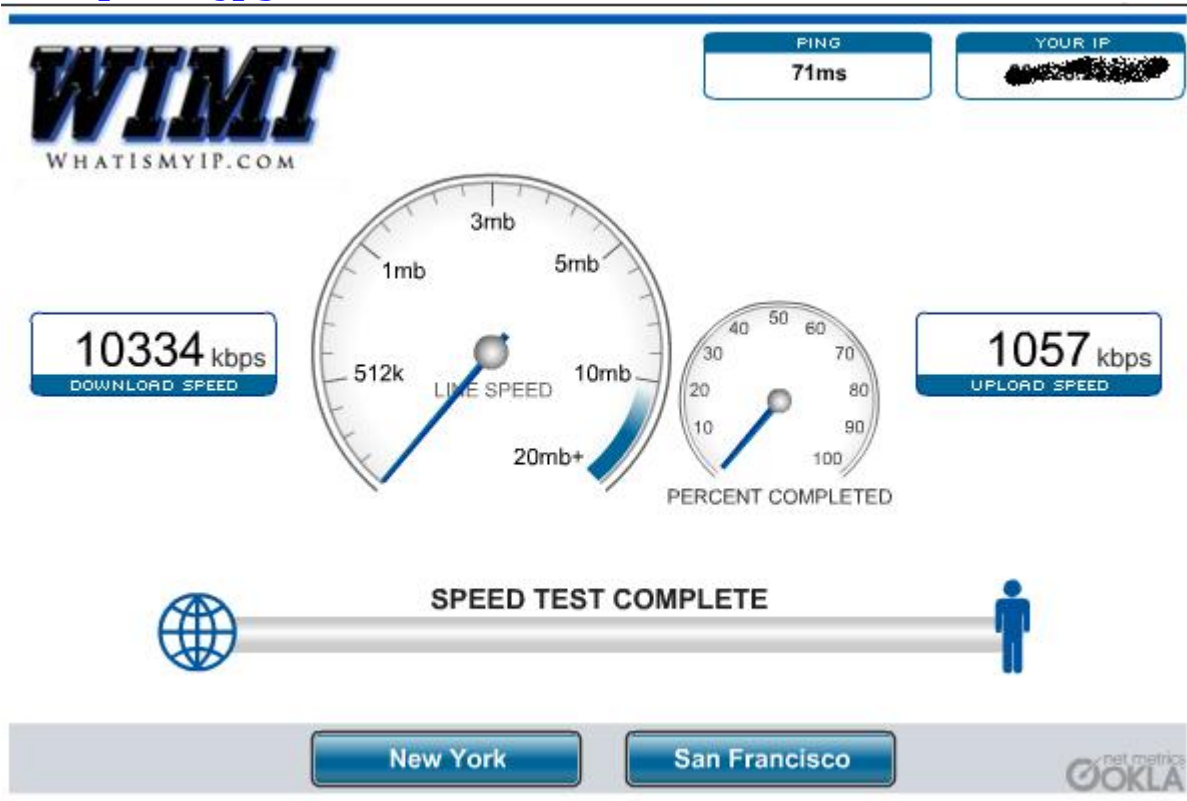 WIMI
WHATISMYIP.COM
PING
71ms
YOUR IP
3mb
1mb
5mb
512k
10mb
LINE SPEED
20mb+
10334 kbps
DOWNLOAD SPEED
50
40
60
30
70
20
80
10
90
100
PERCENT COMPLETED
1057 kbps
UPLOAD SPEED
SPEED TEST COMPLETE
New York
San Francisco
net metrics
OOKLA